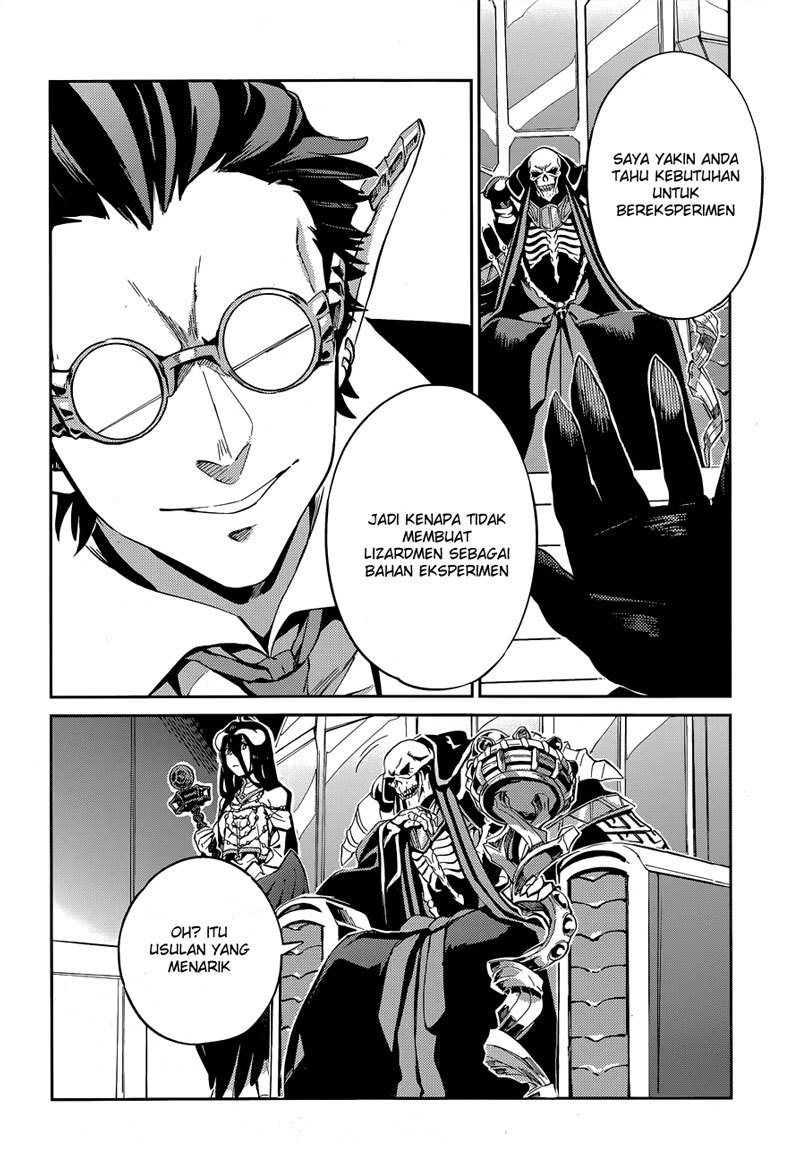 SAYA YAKIN ANDA
TAHU KEBUTUHAN
UNTUK
BEREKSPERIMEN
JADI KENAPA TIDAK
MEMBUAT
LIZARDMEN SEBAGAI
BAHAN EKSPERIMEN
OH? ITU
USULAN YANG
MENARIK